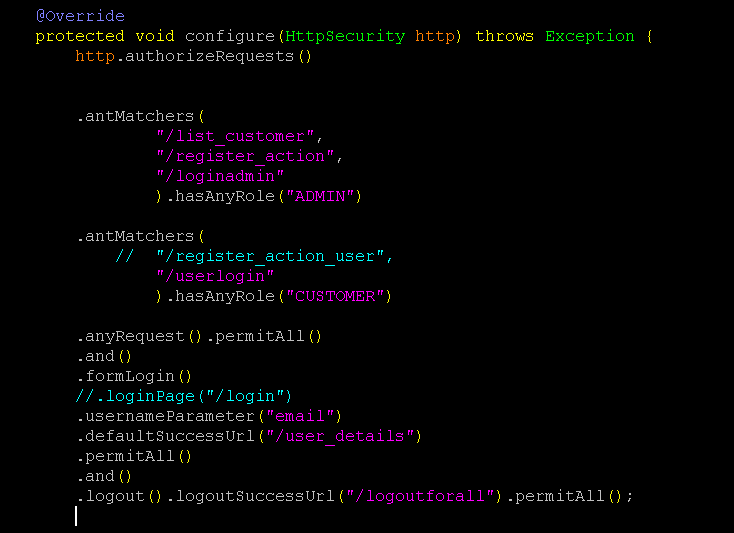 @Override
protected void configure(HttpSecurity http) throws Exception {
http.authorizeRequests()
.antMatchers(
"/list_customer",
"/register_action",
"/loginadmin"
).hasAnyRole("ADMIN")
.antMatchers(
// "/register_action_user",
"/userlogin"
).hasAnyRole("CUSTOMER")
.anyRequest().permitAll()
.and()
.formLogin()
//.loginPage("/login")
.usernameParameter("email")
.defaultSuccessUrl("/user_details")
.permitAll()
.and()
.logout().logoutSuccessUrl("/logoutforall").permitAll();